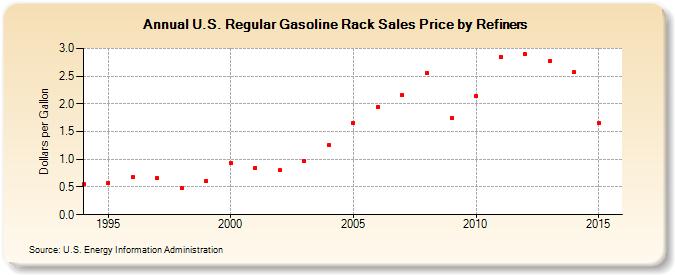 Annual U.S. Regular Gasoline Rack Sales Price by Refiners
Dollars per Gallon
3.0
2.5
2.0
1.5
1.0
0.5
0.0
1995 2000 2005 2010 2015
Source: U.S. Energy Information Administration